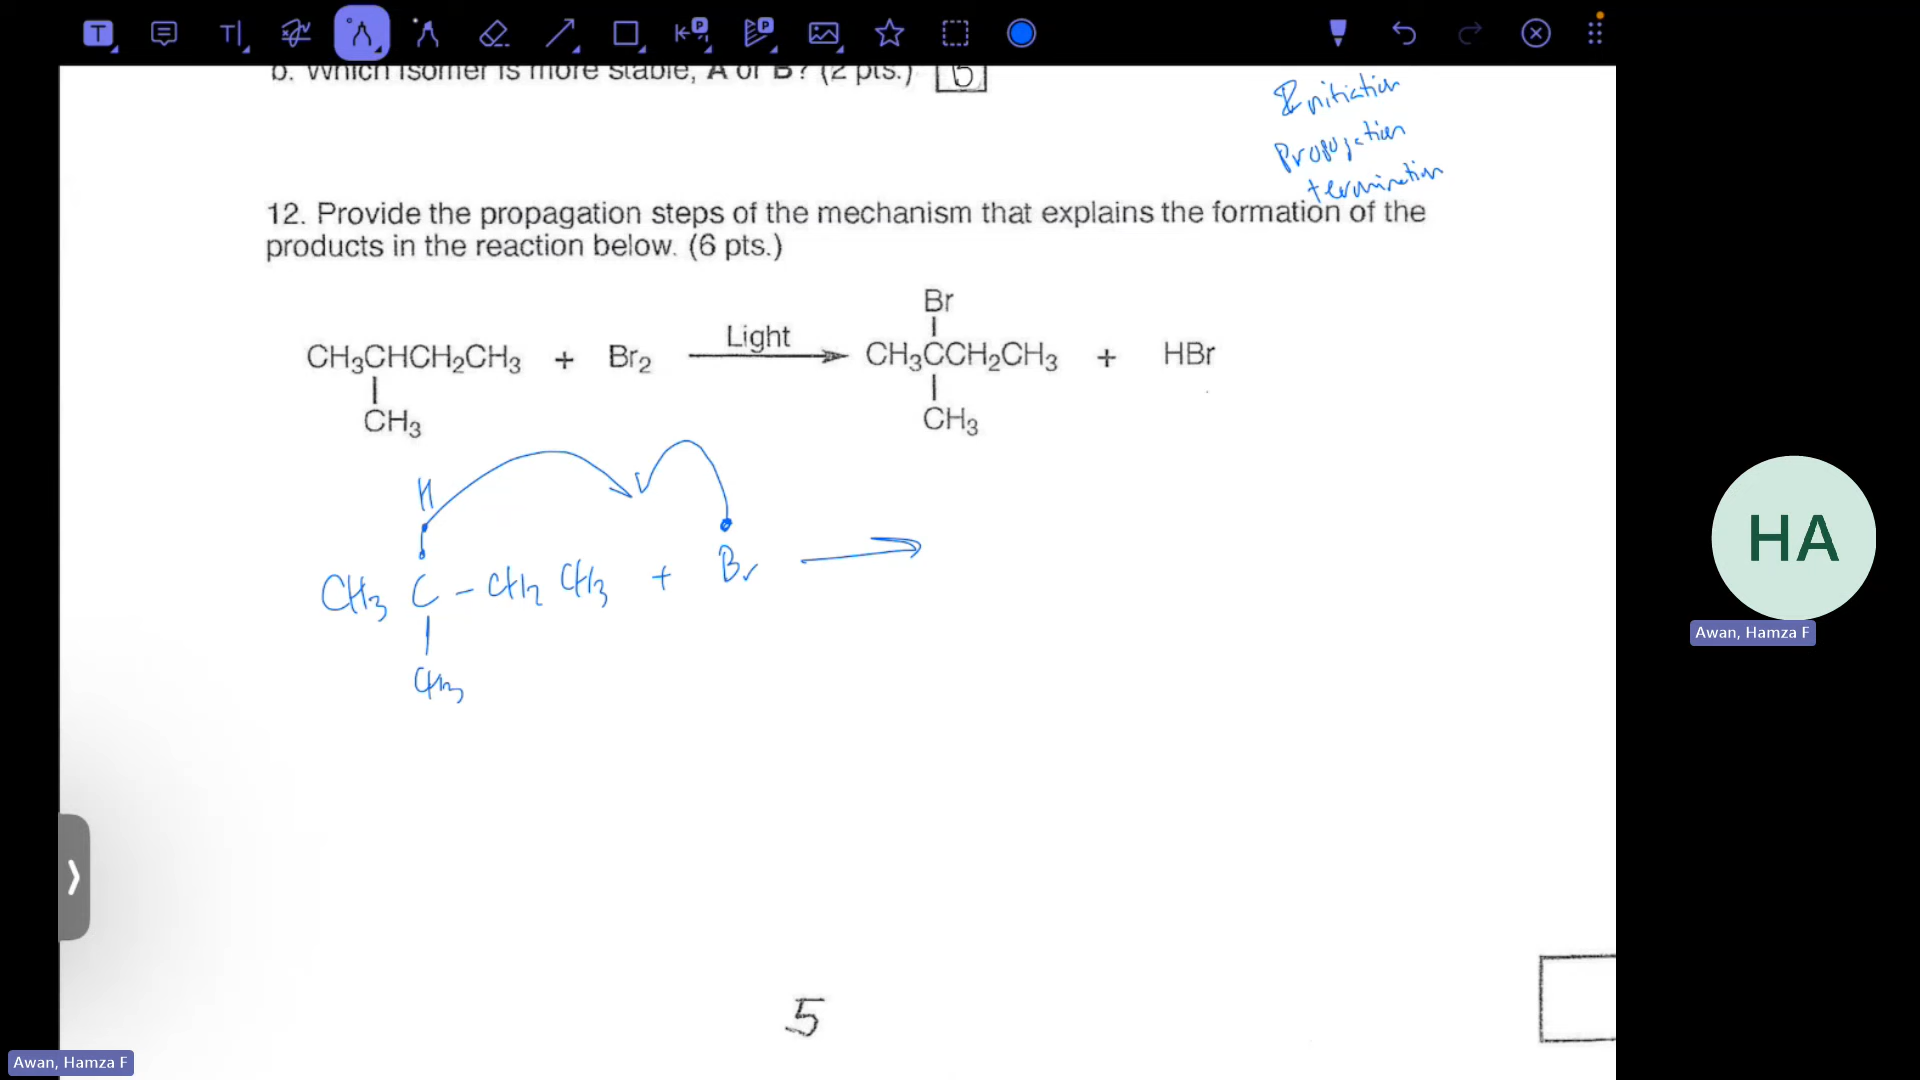 b. Which isomer is more stable, A or B? (2 pts.) B
Initiation
Propagation
termination
12. Provide the propagation steps of the mechanism that explains the formation of the
products in the reaction below. (6 pts.)
Br
CH3CHCH2CH3 + Br2 Light CH3CCH2CH3 + HBr
CH3 CH3
H
CH3 C - CH2 CH3 + Br
CH3
5
HA
Awan, Hamza F
Awan, Hamza F